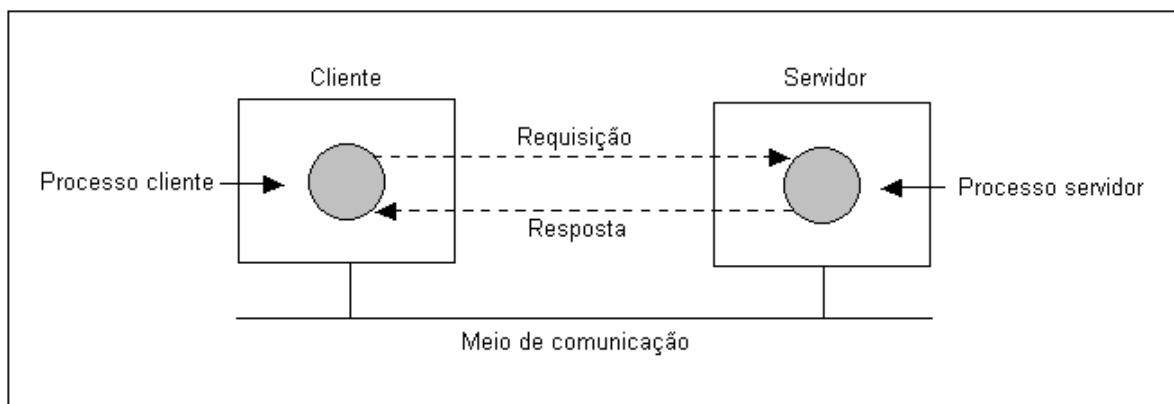 Cliente
Servidor
Requisição
Processo cliente
Processo servidor
Resposta
Meio de comunicação